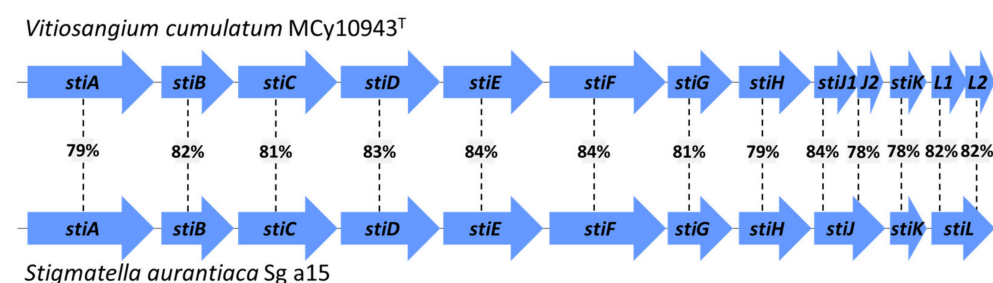 Vitiosangium cumulatum MCy10943ᵀ
stiA stiB stiC stiD stiE stiF stiG stiH stiJ1 J2 stiK L1 L2
79% 82% 81% 83% 84% 84% 81% 79% 84% 78% 78% 82% 82%
stiA stiB stiC stiD stiE stiF stiG stiH stiJ stiK stiL
Stigmatella aurantiaca Sg a15